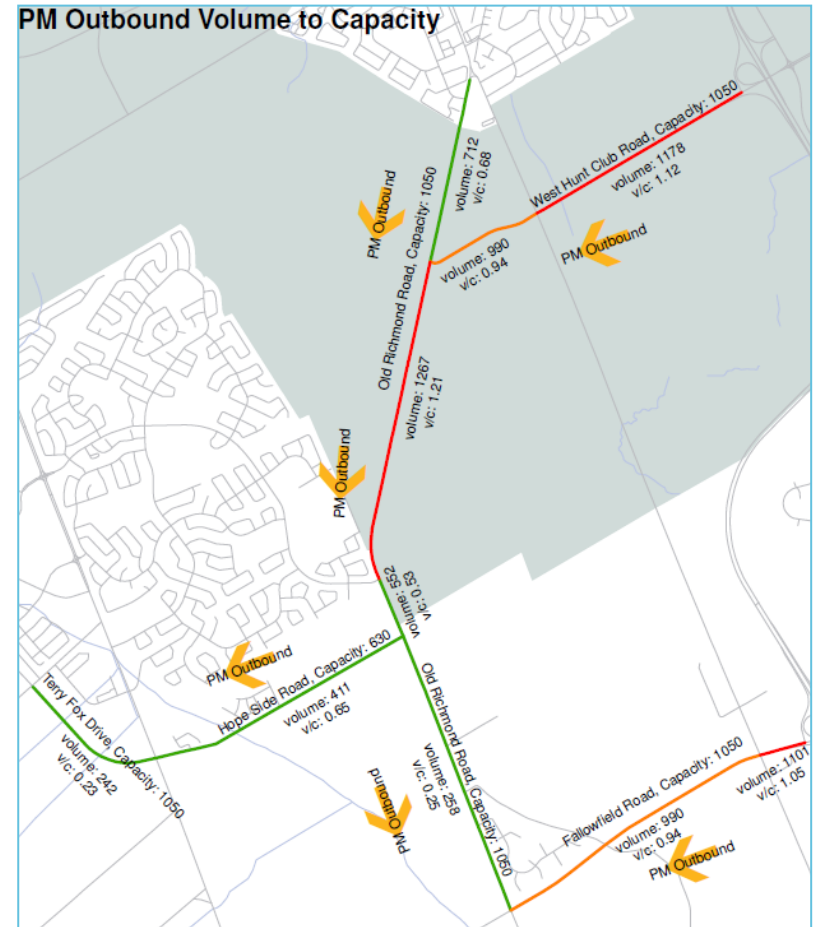 PM Outbound Volume to Capacity
West Hunt Club Road, Capacity: 1050
volume: 1178
v/c: 1.12
volume: 712
v/c: 0.68
Old Richmond Road, Capacity: 1050
PM Outbound
PM Outbound
volume: 990
v/c: 0.94
volume: 1267
v/c: 1.21
PM Outbound
volume: 552
v/c: 0.53
PM Outbound
Hope Side Road, Capacity: 630
volume: 411
v/c: 0.65
Terry Fox Drive, Capacity: 1050
volume: 242
v/c: 0.23
Old Richmond Road, Capacity: 1050
volume: 258
v/c: 0.25
PM Outbound
Fallowfield Road, Capacity: 1050
volume: 1101
v/c: 1.05
volume: 990
v/c: 0.94
PM Outbound